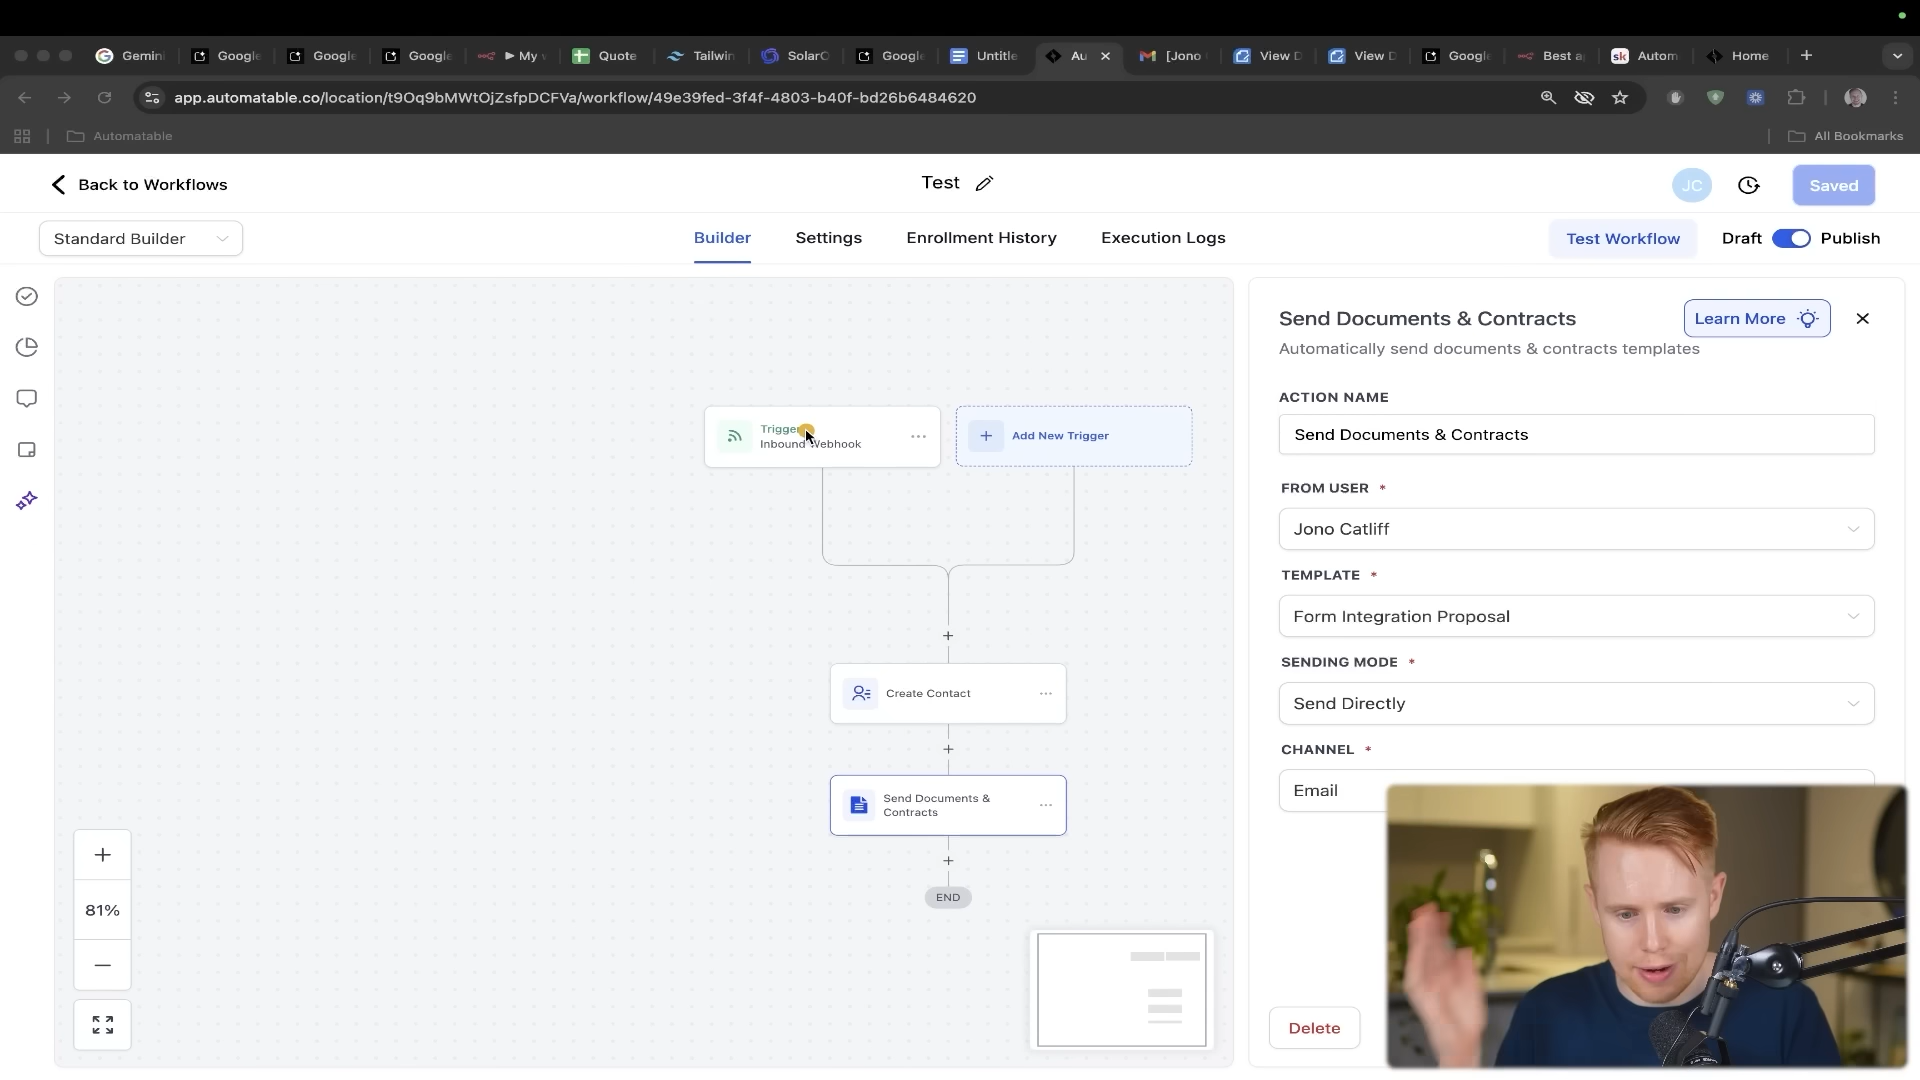 Gemini
Google
Google
Google
► My v
Quote
Tailwin
SolarO
Google
Untitle
Au
[Jono
View D
View D
Google
Best a
sk
Autom
Home
app.automatable.co/location/t9Oq9bMWtOjZsfpDCFVa/workflow/49e39fed-3f4f-4803-b40f-bd26b6484620
Automatable
All Bookmarks
Back to Workflows
Test
JC
Saved
Standard Builder
Builder
Settings
Enrollment History
Execution Logs
Test Workflow
Draft
Publish
Trigger
Inbound Webhook
Add New Trigger
Create Contact
Send Documents &
Contracts
END
81%
Send Documents & Contracts
Learn More
Automatically send documents & contracts templates
ACTION NAME
Send Documents & Contracts
FROM USER *
Jono Catliff
TEMPLATE *
Form Integration Proposal
SENDING MODE *
Send Directly
CHANNEL *
Email
Delete